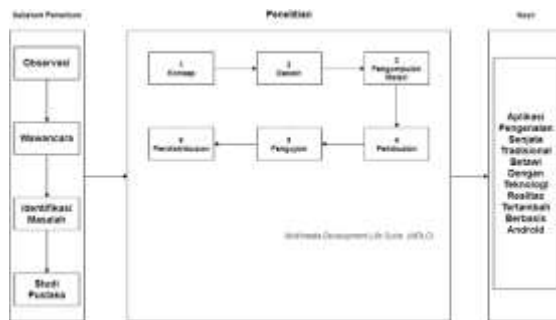 Sebelum Penelitian
Observasi
Wawancara
Identifikasi
Masalah
Studi
Pustaka
Penelitian
1
Konsep
2
Desain
3
Pengumpulan
Materi
4
Pembuatan
5
Pengujian
6
Pendistribusian
Multimedia Development Life Cycle (MDLC)
Hasil
Aplikasi
Pengenalan
Senjata
Tradisional
Betawi
Dengan
Teknologi
Realitas
Tertambah
Berbasis
Android